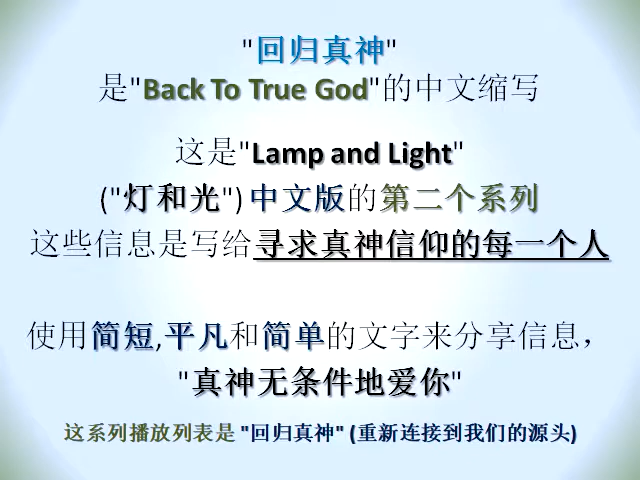 "回归真神"
是"Back To True God"的中文缩写
这是"Lamp and Light"
("灯和光") 中文版的第二个系列
这些信息是写给寻求真神信仰的每一个人
使用简短,平凡和简单的文字来分享信息，
"真神无条件地爱你"
这系列播放列表是 "回归真神" (重新连接到我们的源头)